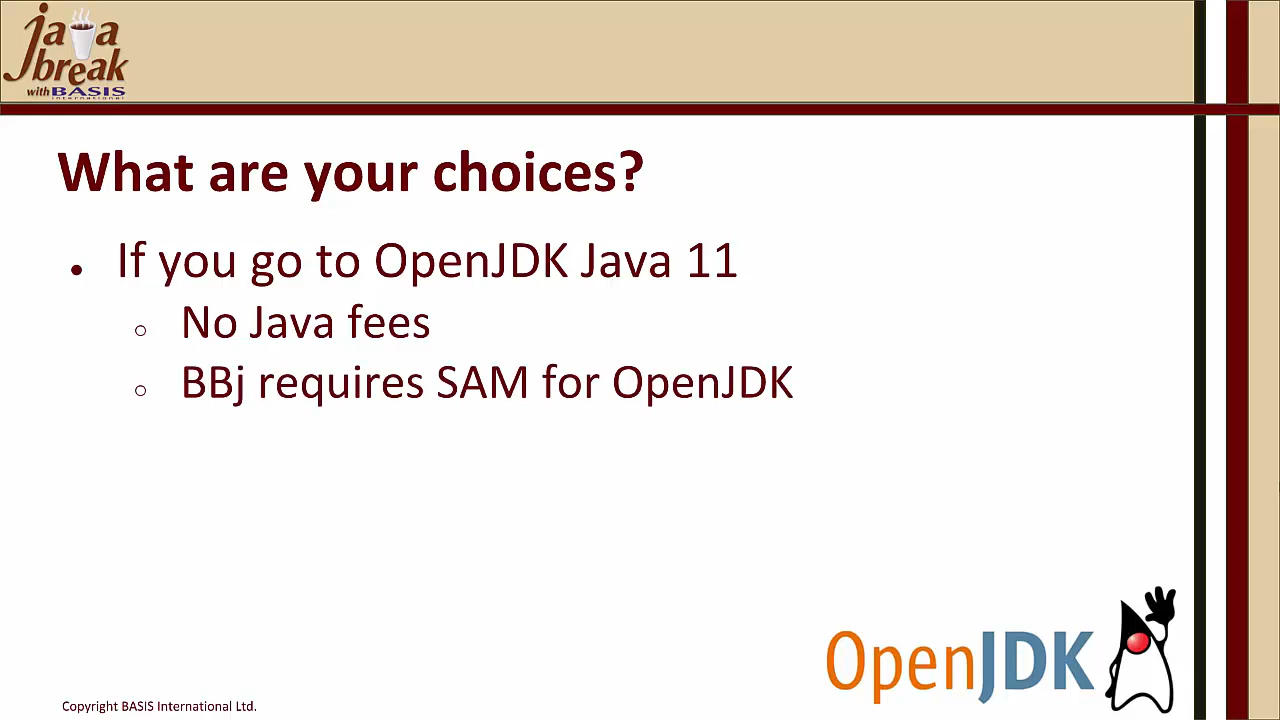 java
break
with BASIS
international
What are your choices?
● If you go to OpenJDK Java 11
○ No Java fees
○ BBj requires SAM for OpenJDK
OpenJDK
Copyright BASIS International Ltd.